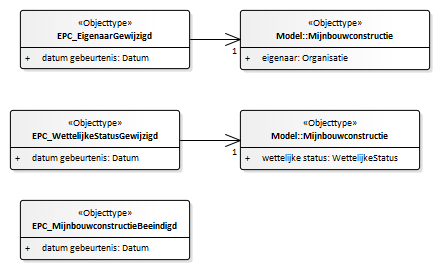 «Objecttype»
EPC_EigenaarGewijzigd
+ datum gebeurtenis: Datum
1
«Objecttype»
Model::Mijnbouwconstructie
+ eigenaar: Organisatie
«Objecttype»
EPC_WettelijkeStatusGewijzigd
+ datum gebeurtenis: Datum
1
«Objecttype»
Model::Mijnbouwconstructie
+ wettelijke status: WettelijkeStatus
«Objecttype»
EPC_MijnbouwconstructieBeeindigd
+ datum gebeurtenis: Datum